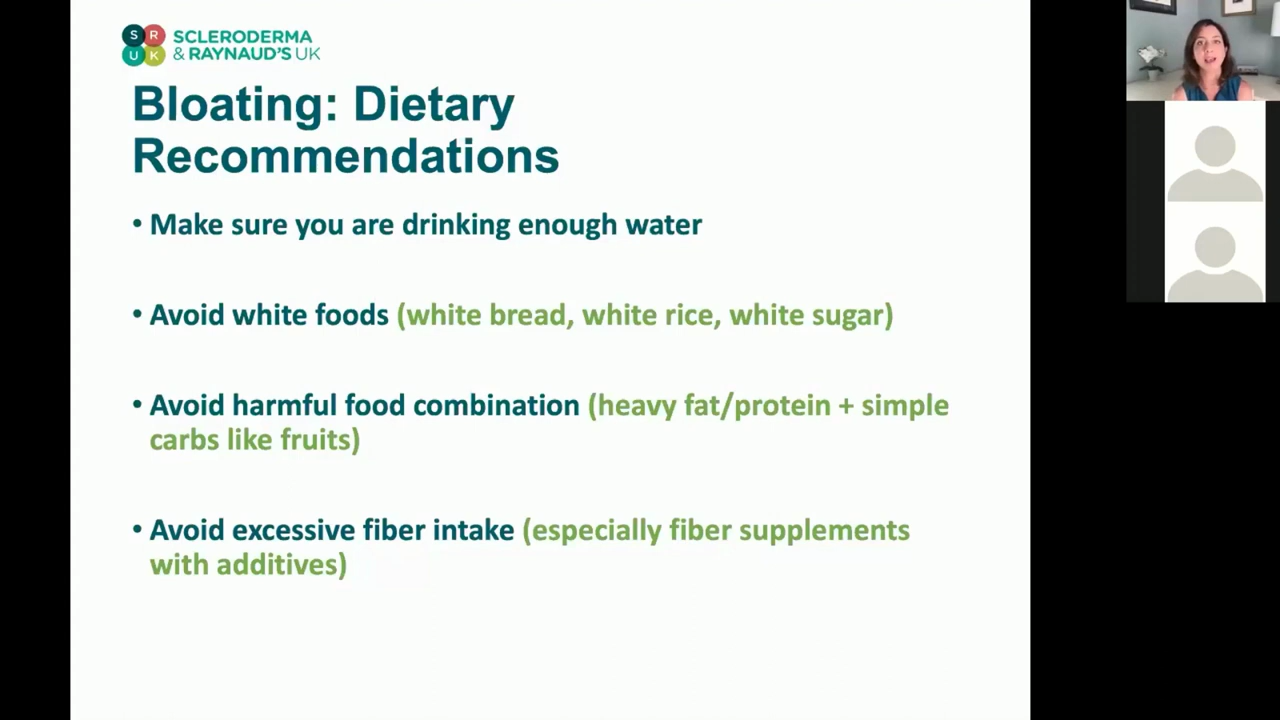 S R
U K
SCLERODERMA
& RAYNAUD'S UK
Bloating: Dietary
Recommendations
• Make sure you are drinking enough water
• Avoid white foods (white bread, white rice, white sugar)
• Avoid harmful food combination (heavy fat/protein + simple
carbs like fruits)
• Avoid excessive fiber intake (especially fiber supplements
with additives)